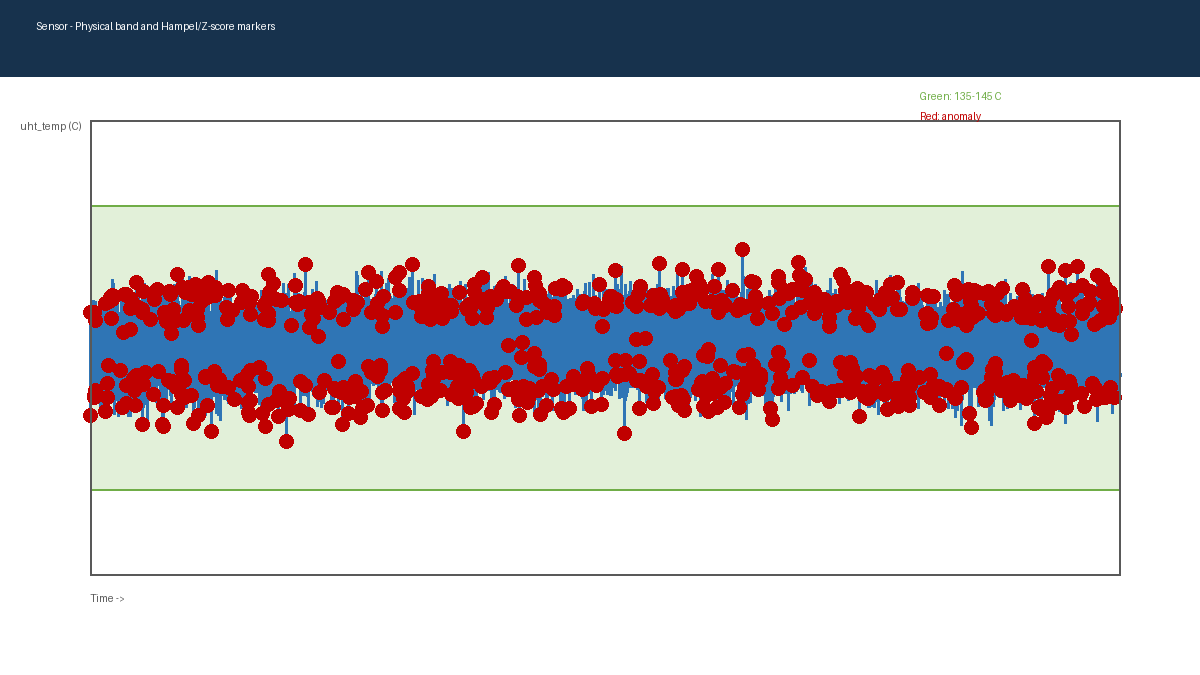 Sensor - Physical band and Hampel/Z-score markers
Green: 135-145 C
Red: anomaly
uht_temp (C)
Time ->